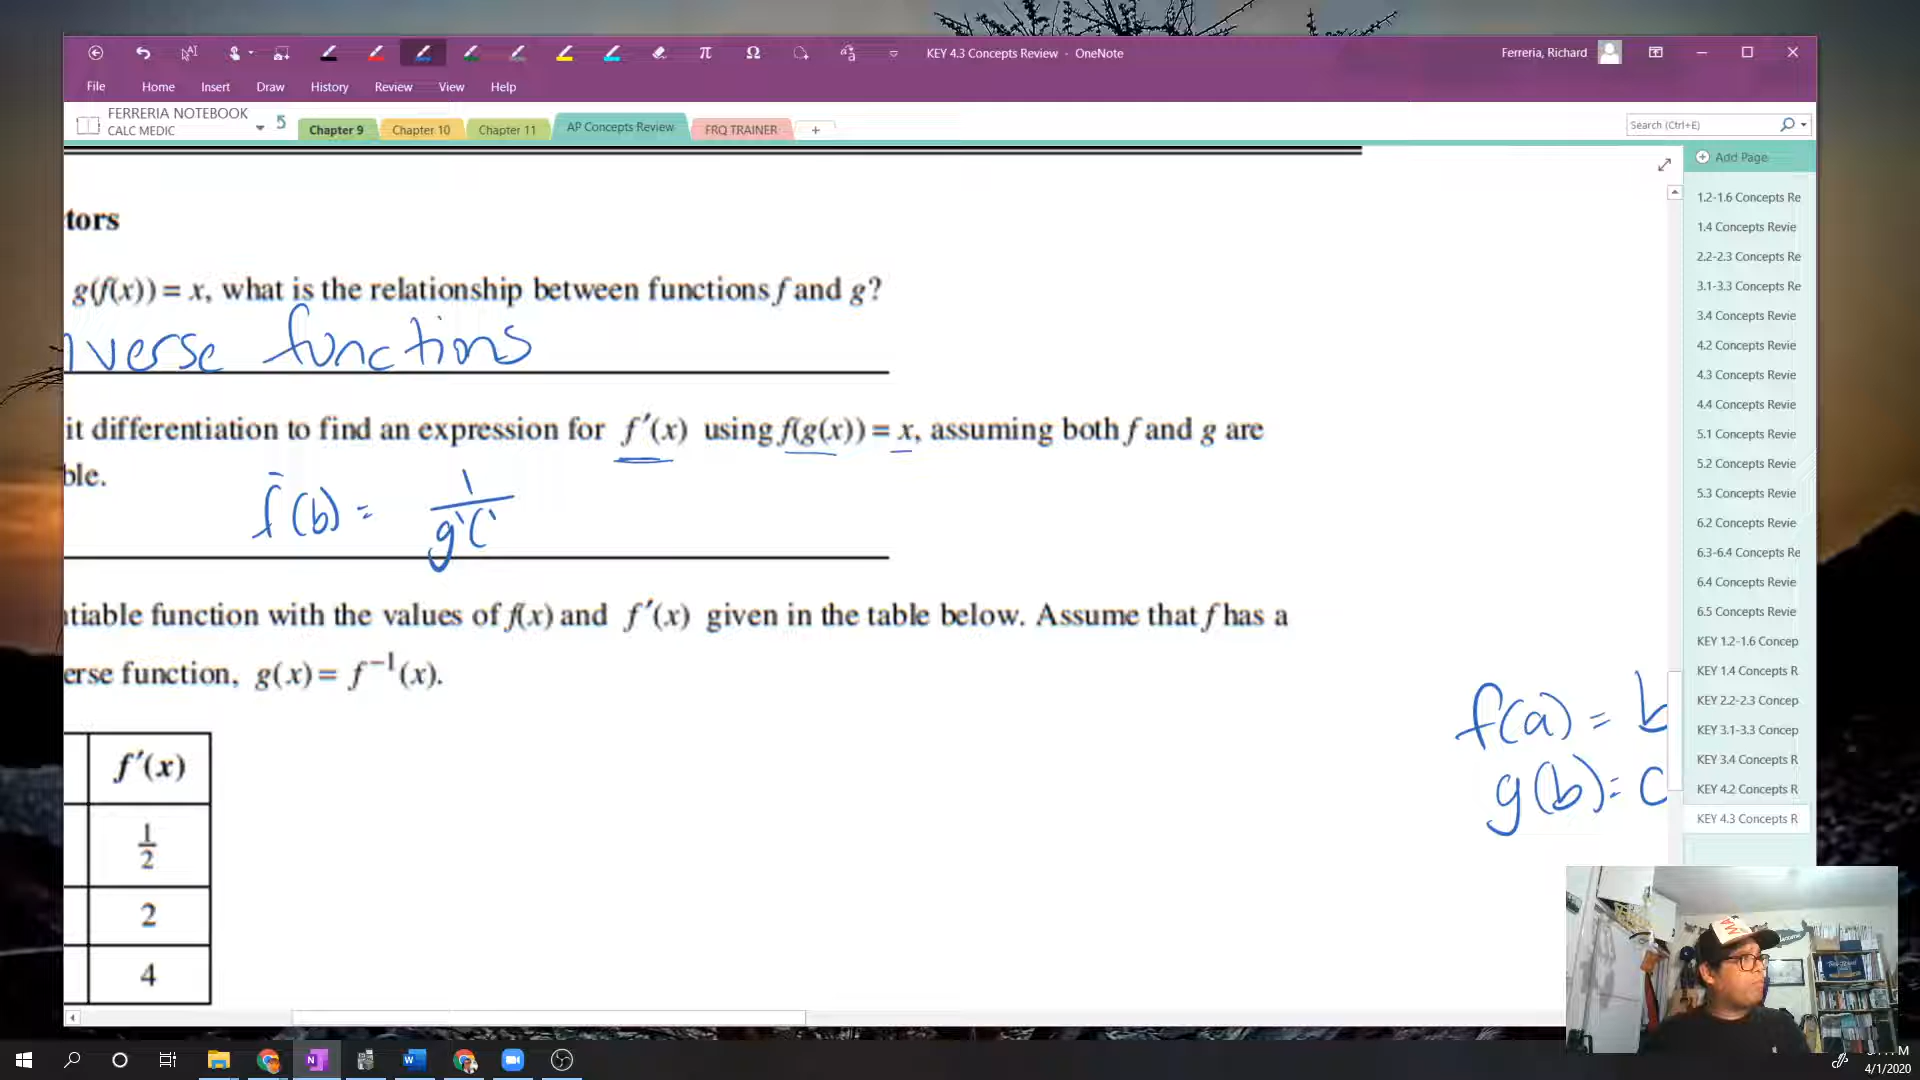 KEY 4.3 Concepts Review - OneNote
Ferreria, Richard
File Home Insert Draw History Review View Help
FERRERIA NOTEBOOK
CALC MEDIC
5
Chapter 9 Chapter 10 Chapter 11 AP Concepts Review FRQ TRAINER +
Search (Ctrl+E)
Add Page
tors
g(f(x)) = x, what is the relationship between functions f and g?
nverse functions
it differentiation to find an expression for f′(x) using f(g(x)) = x, assuming both f and g are
ble.
f'(b) = 1/g'(
ntiable function with the values of f(x) and f′(x) given in the table below. Assume that f has a
erse function, g(x) = f⁻¹(x).
f′(x)
1/2
2
4
f(a) = b
g(b) =
1.2-1.6 Concepts Re
1.4 Concepts Revie
2.2-2.3 Concepts Re
3.1-3.3 Concepts Re
3.4 Concepts Revie
4.2 Concepts Revie
4.3 Concepts Revie
4.4 Concepts Revie
5.1 Concepts Revie
5.2 Concepts Revie
5.3 Concepts Revie
6.2 Concepts Revie
6.3-6.4 Concepts Re
6.4 Concepts Revie
6.5 Concepts Revie
KEY 1.2-1.6 Concep
KEY 1.4 Concepts R
KEY 2.2-2.3 Concep
KEY 3.1-3.3 Concep
KEY 3.4 Concepts R
KEY 4.2 Concepts R
KEY 4.3 Concepts R
4/1/2020